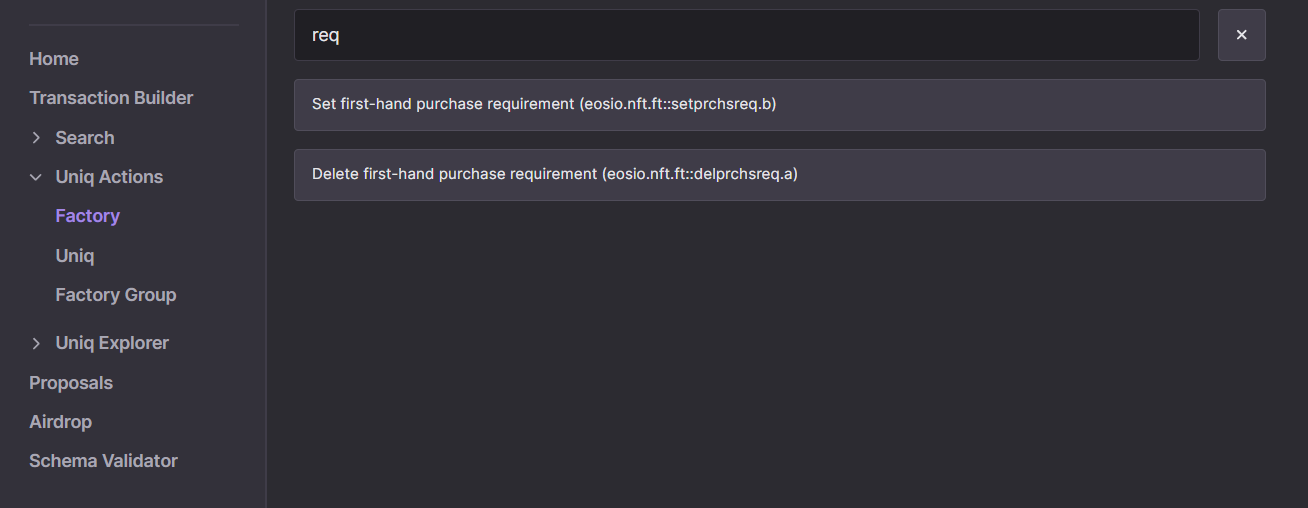 Home
Transaction Builder
Search
Uniq Actions
Factory
Uniq
Factory Group
Uniq Explorer
Proposals
Airdrop
Schema Validator
req
Set first-hand purchase requirement (eosio.nft.ft::setprchsreq.b)
Delete first-hand purchase requirement (eosio.nft.ft::delprchsreq.a)